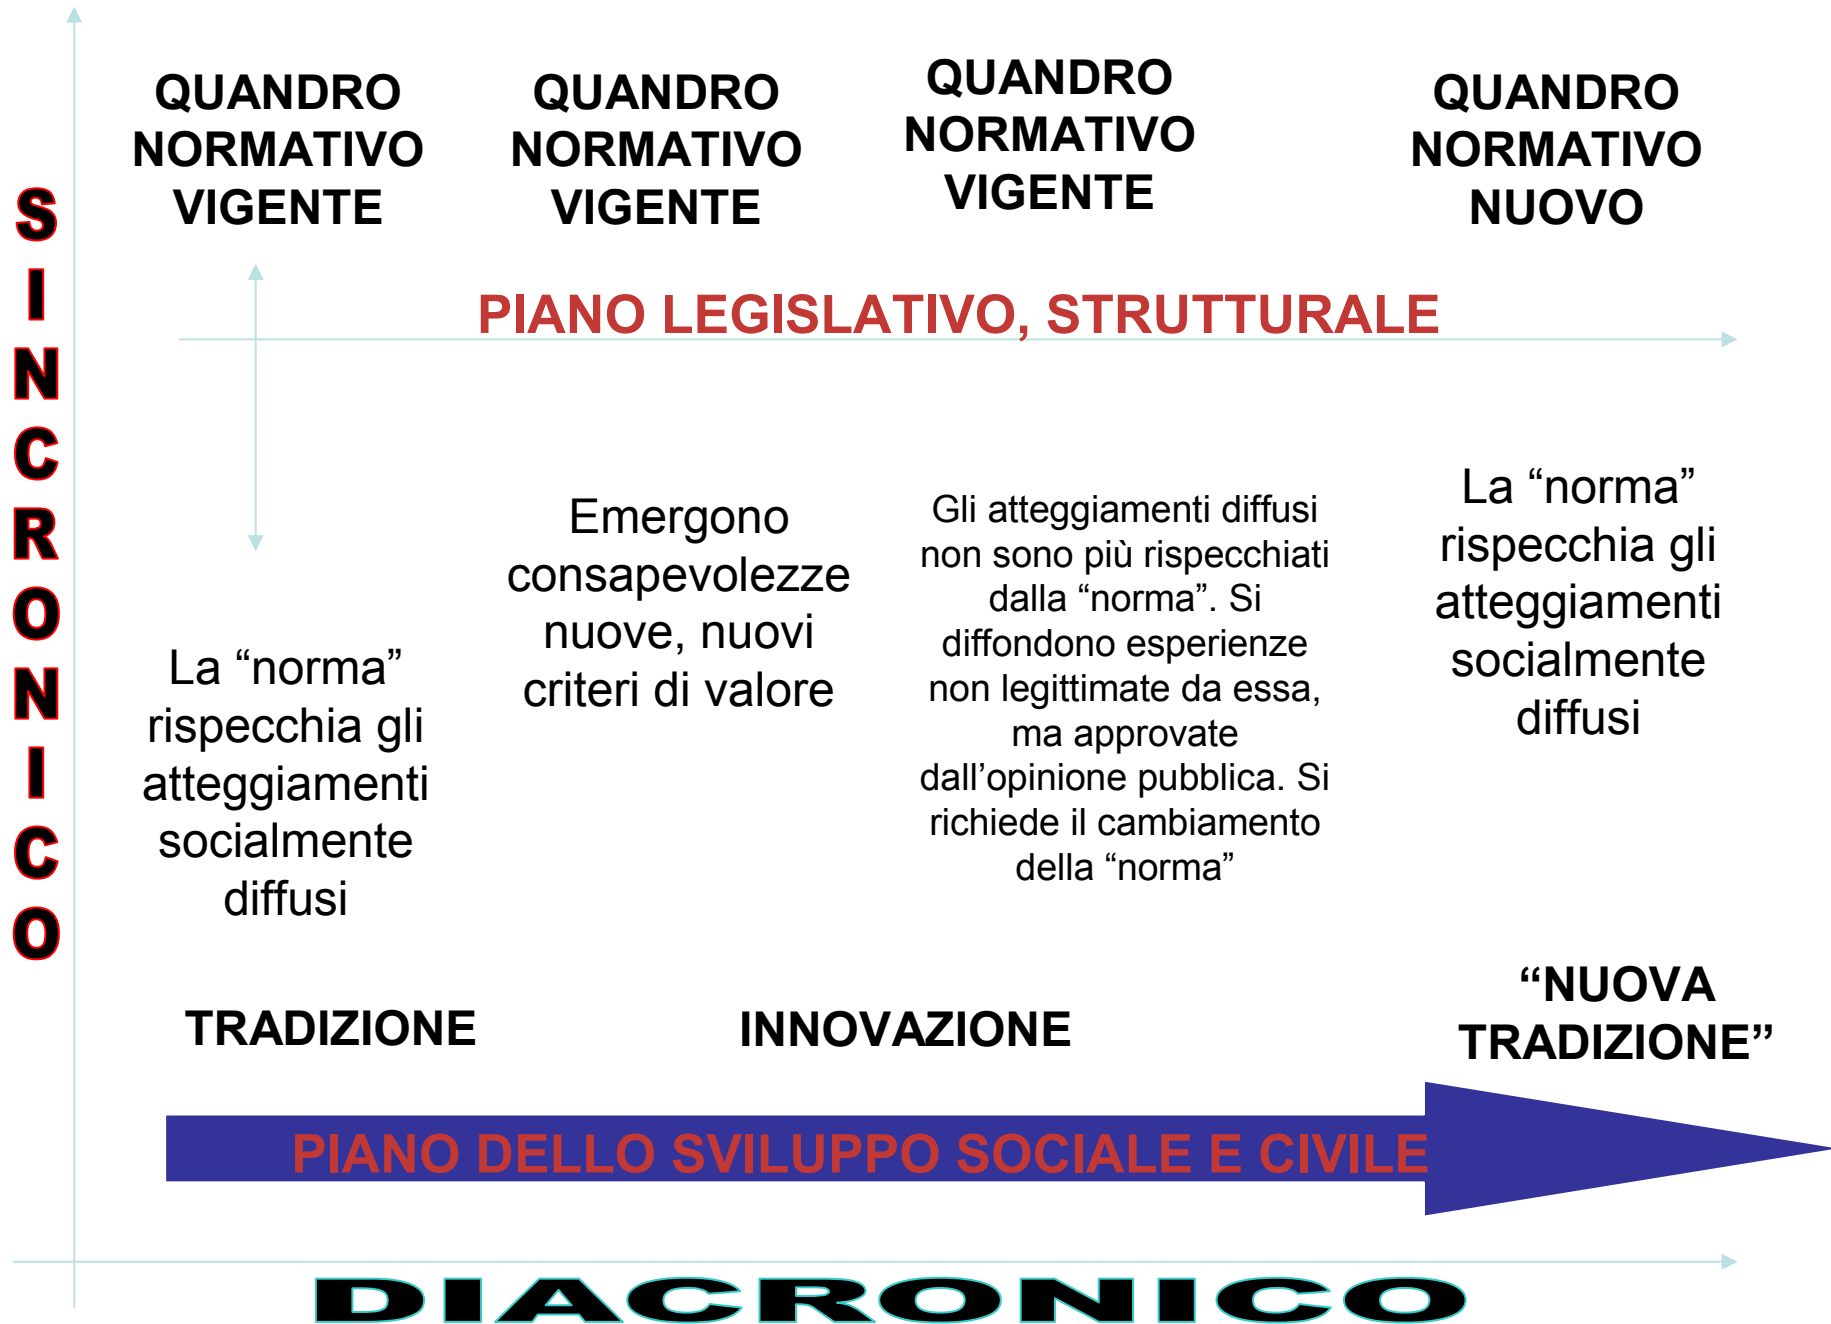 SINCRONICO
QUANDRO
NORMATIVO
VIGENTE
QUANDRO
NORMATIVO
VIGENTE
QUANDRO
NORMATIVO
VIGENTE
QUANDRO
NORMATIVO
NUOVO
PIANO LEGISLATIVO, STRUTTURALE
La “norma”
rispecchia gli
atteggiamenti
socialmente
diffusi
Emergono
consapevolezze
nuove, nuovi
criteri di valore
Gli atteggiamenti diffusi
non sono più rispecchiati
dalla “norma”. Si
diffondono esperienze
non legittimate da essa,
ma approvate
dall’opinione pubblica. Si
richiede il cambiamento
della “norma”
La “norma”
rispecchia gli
atteggiamenti
socialmente
diffusi
TRADIZIONE
INNOVAZIONE
“NUOVA
TRADIZIONE”
PIANO DELLO SVILUPPO SOCIALE E CIVILE
DIACRONICO